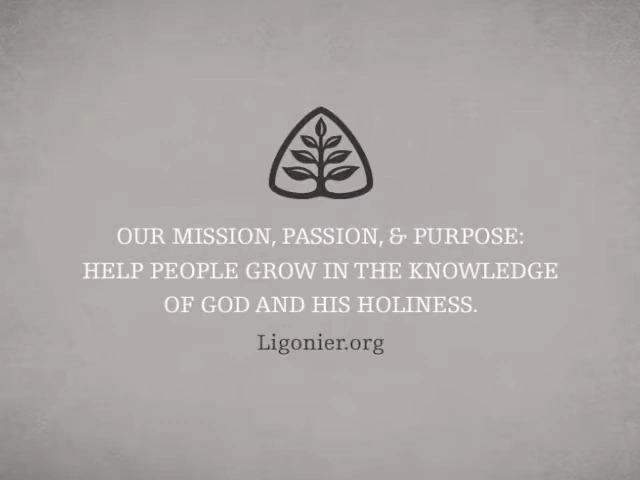 OUR MISSION, PASSION, & PURPOSE:
HELP PEOPLE GROW IN THE KNOWLEDGE
OF GOD AND HIS HOLINESS.
Ligonier.org